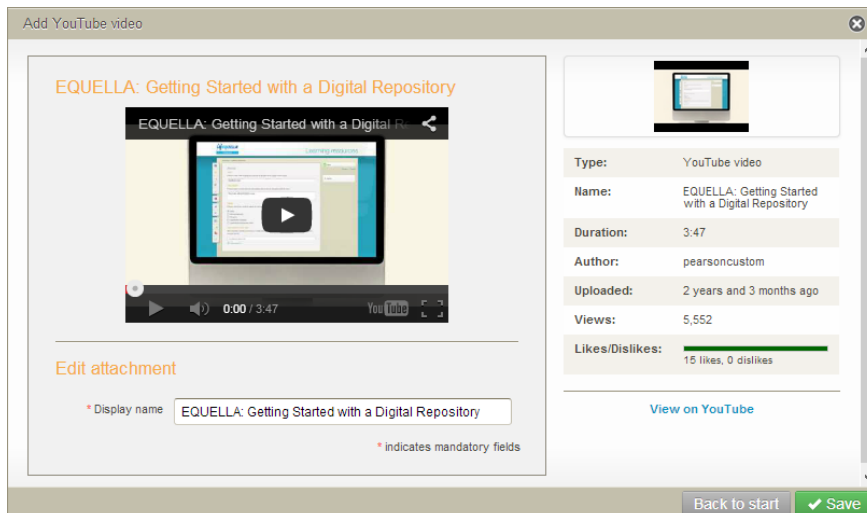 Add YouTube video
EQUELLA: Getting Started with a Digital Repository
EQUELLA: Getting Started with a Digital R
Learning resources
0:00 / 3:47
YouTube
Edit attachment
* Display name
EQUELLA: Getting Started with a Digital Repository
* indicates mandatory fields
Type: YouTube video
Name: EQUELLA: Getting Started
with a Digital Repository
Duration: 3:47
Author: pearsoncustom
Uploaded: 2 years and 3 months ago
Views: 5,552
Likes/Dislikes:
15 likes, 0 dislikes
View on YouTube
Back to start
Save